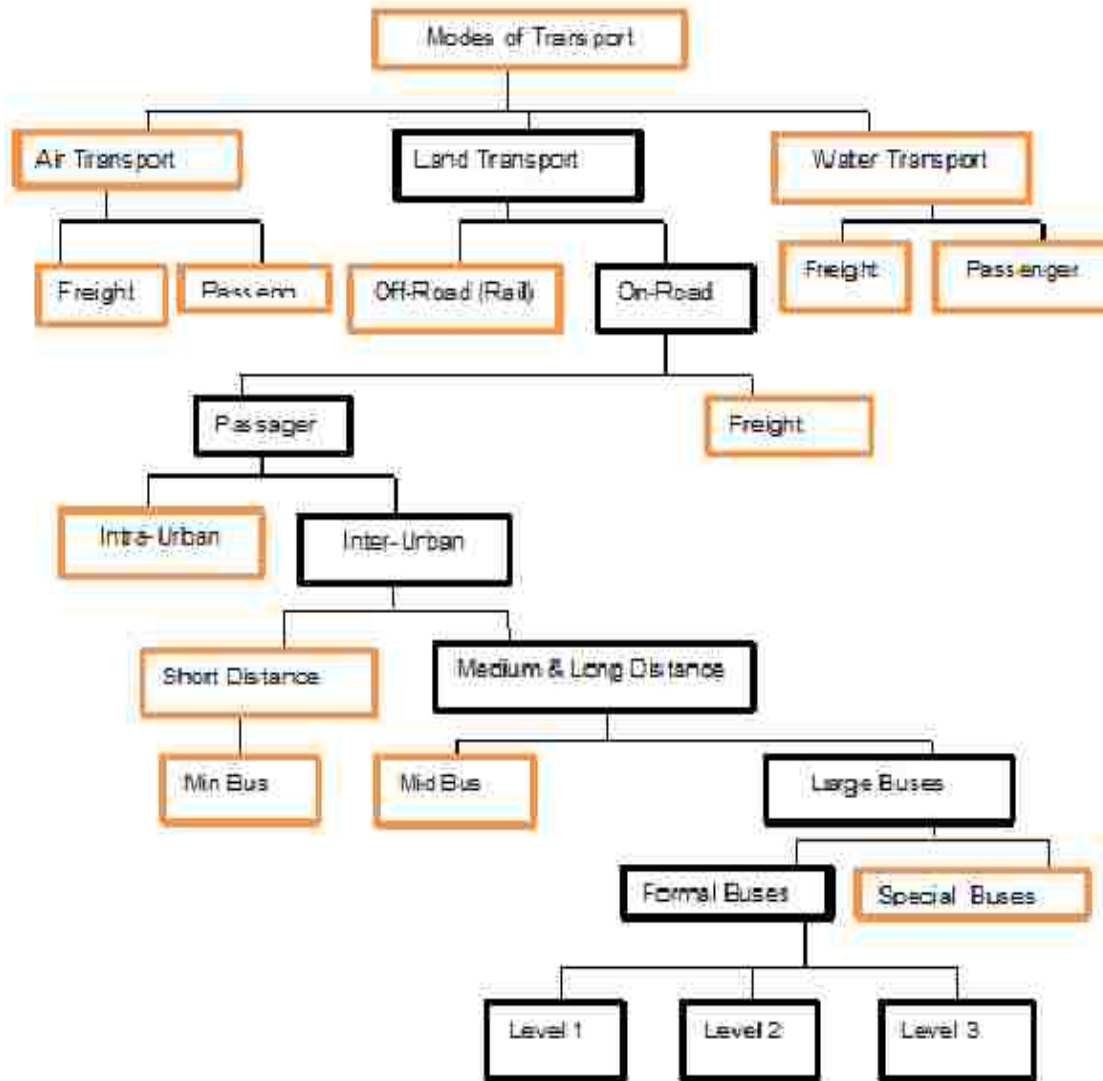 Modes of Transport
Air Transport
Land Transport
Water Transport
Freight
Passenn
Off-Road (Rail)
On-Road
Freight
Passenger
Passager
Freight
Intra-Urban
Inter-Urban
Short Distance
Medium & Long Distance
Min Bus
Mid Bus
Large Buses
Formal Buses
Special Buses
Level 1
Level 2
Level 3